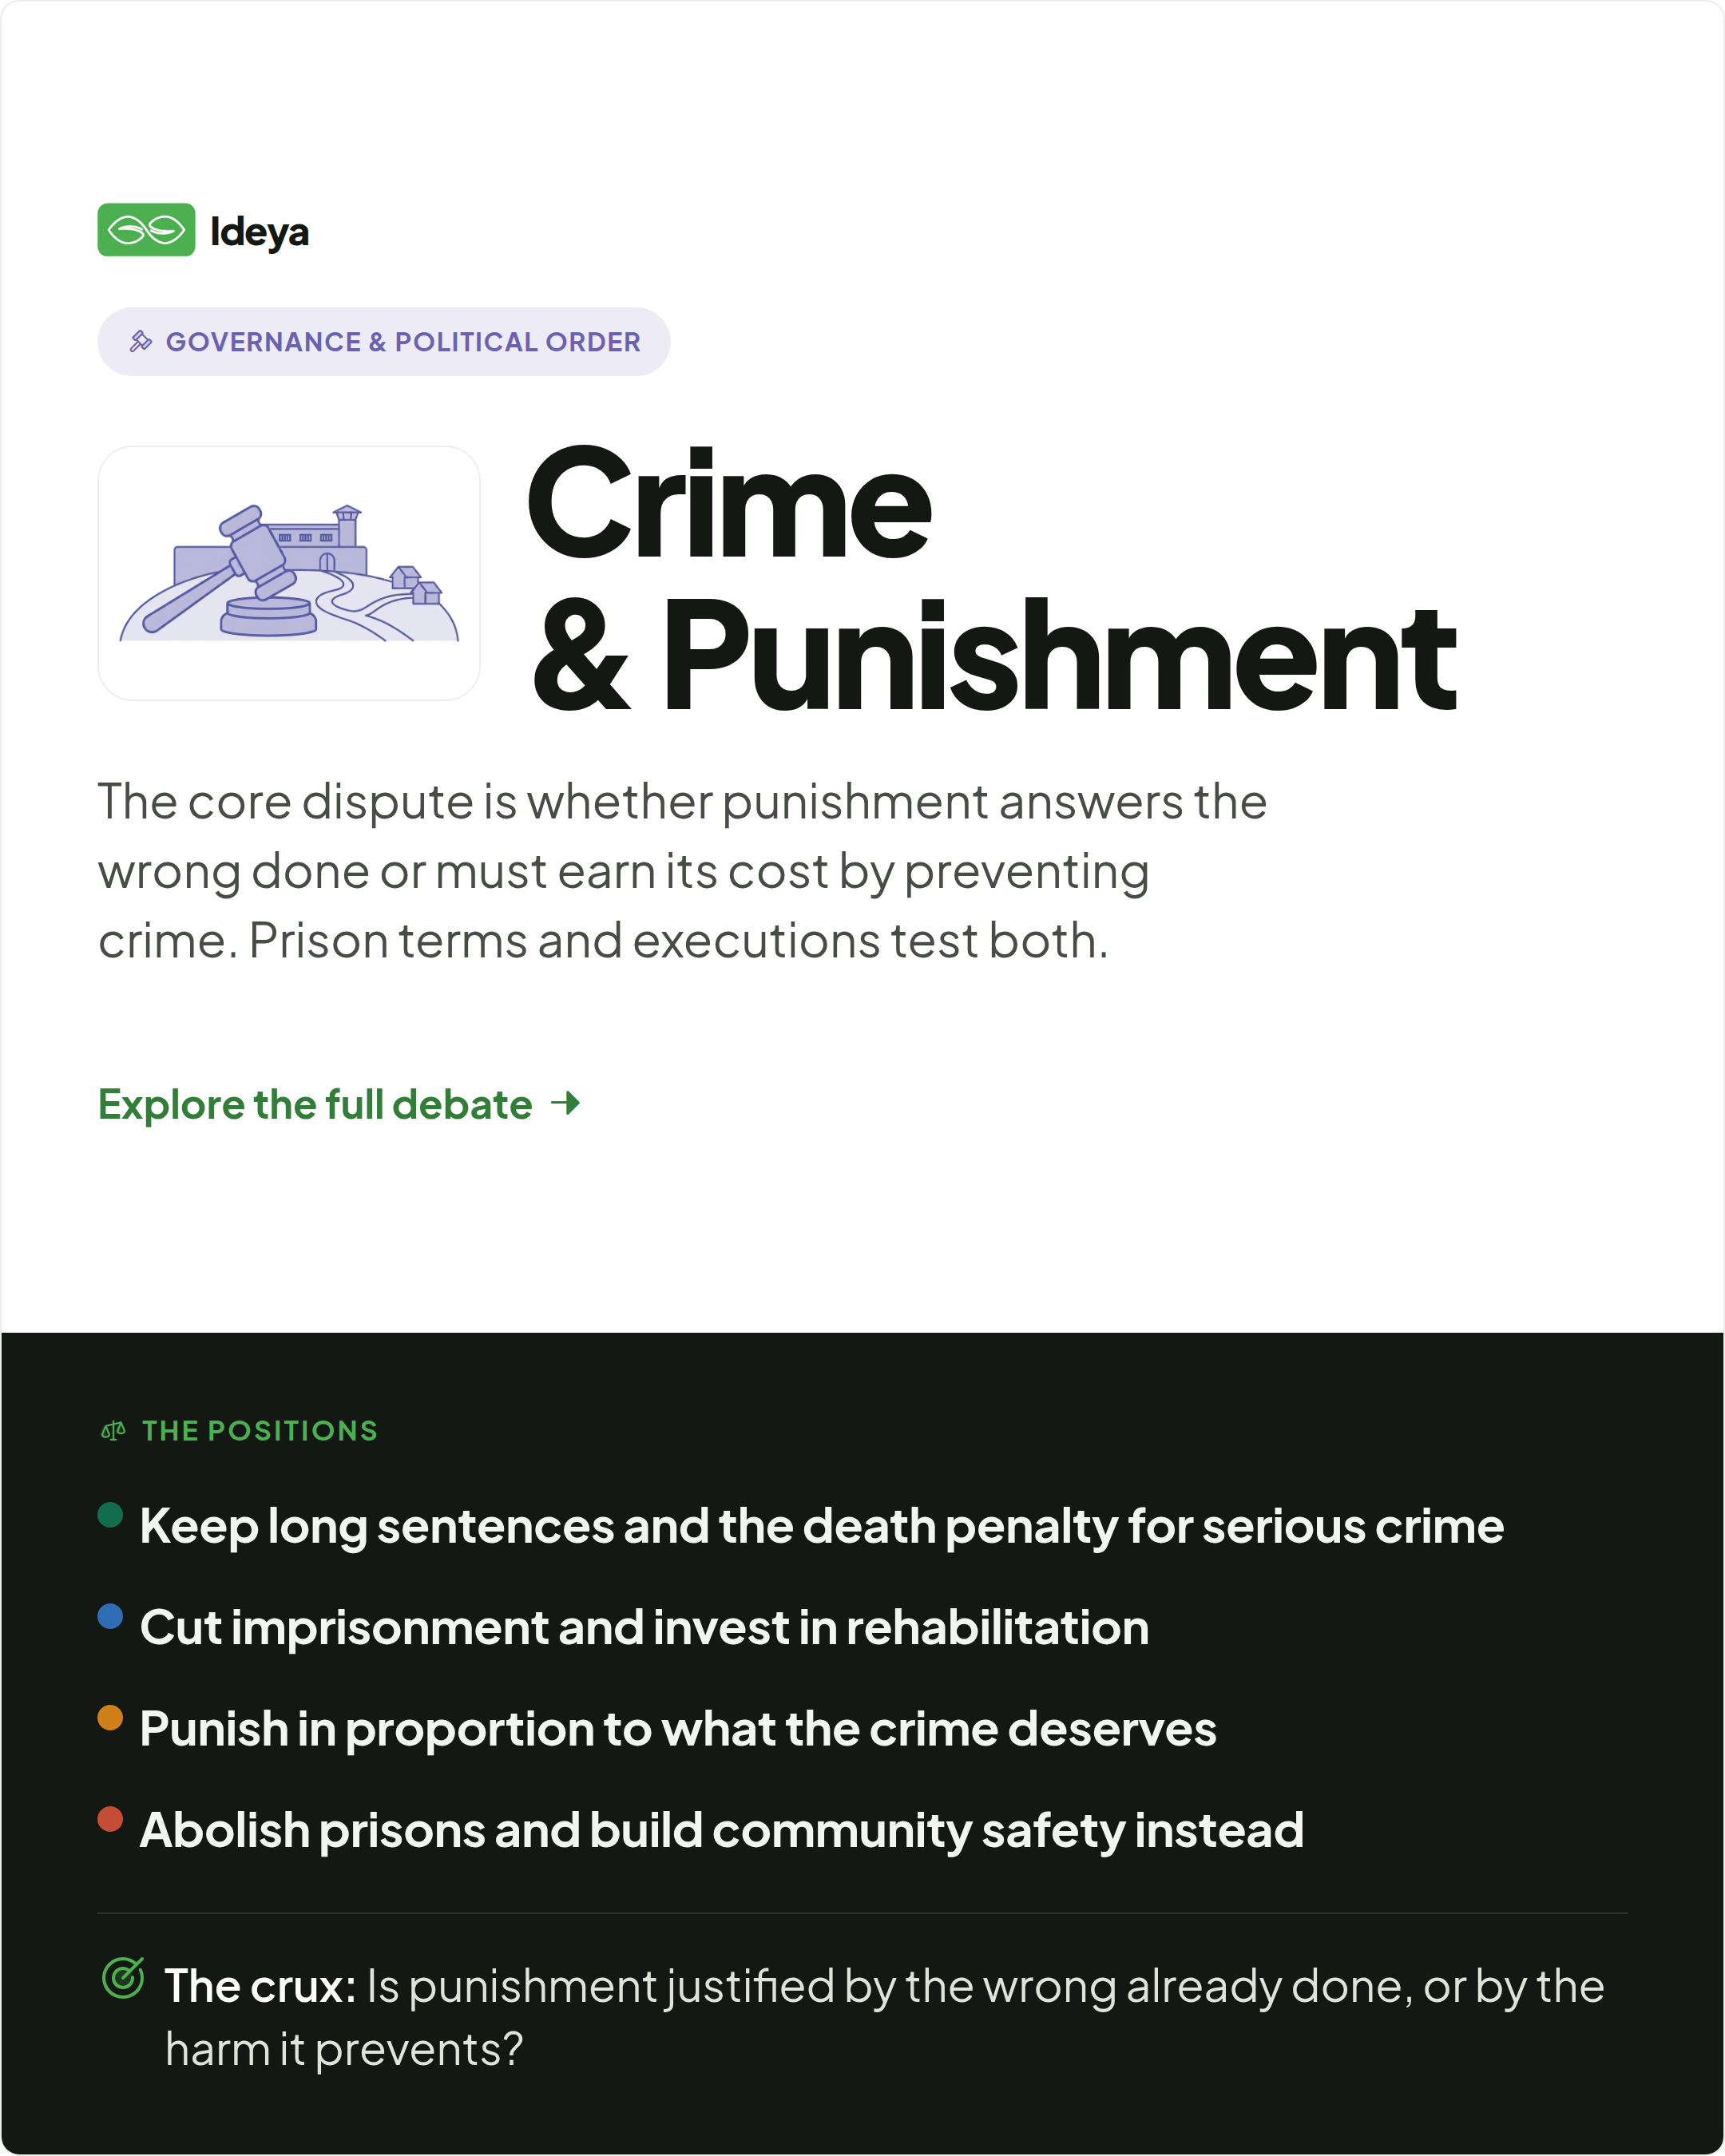 Ideya
GOVERNANCE & POLITICAL ORDER
Crime
& Punishment
The core dispute is whether punishment answers the
wrong done or must earn its cost by preventing
crime. Prison terms and executions test both.
Explore the full debate
THE POSITIONS
Keep long sentences and the death penalty for serious crime
Cut imprisonment and invest in rehabilitation
Punish in proportion to what the crime deserves
Abolish prisons and build community safety instead
The crux: Is punishment justified by the wrong already done, or by the
harm it prevents?